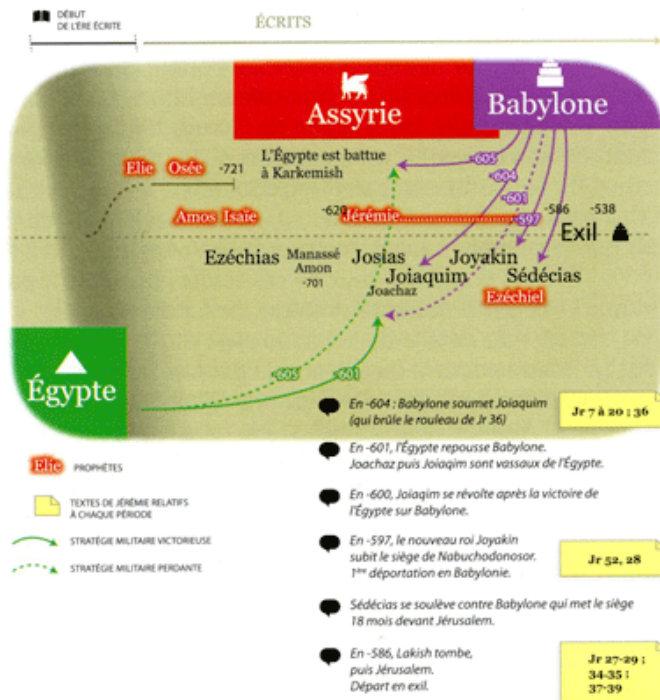 DÉBUT
DE L'ÈRE ÉCRITE
ÉCRITS
Assyrie
Babylone
Elie Osée -721
L'Égypte est battue
à Karkemish
-605
-604
-601
-597
-586 -538
Amos Isaïe
-629
Jérémie
Exil
Ezéchias
Manassé
Amon
-701
Josias
Joiaquim
Joachaz
Joyakin
Sédécias
Ezéchiel
Égypte
-605
-601
En -604 : Babylone soumet Joiaquim
(qui brûle le rouleau de Jr 36)
Jr 7 à 20 ; 36
En -601, l'Égypte repousse Babylone.
Joachaz puis Joiaqim sont vassaux de l'Égypte.
En -600, Joiaqim se révolte après la victoire de
l'Égypte sur Babylone.
En -597, le nouveau roi Joyakin
subit le siège de Nabuchodonosor.
1ère déportation en Babylonie.
Jr 52, 28
Sédécias se soulève contre Babylone qui met le siège
18 mois devant Jérusalem.
En -586, Lakish tombe,
puis Jérusalem.
Départ en exil.
Jr 27-29 ;
34-35 ;
37-39
Elie PROPHÈTES
TEXTES DE JÉRÉMIE RELATIFS
À CHAQUE PÉRIODE
STRATÉGIE MILITAIRE VICTORIEUSE
STRATÉGIE MILITAIRE PERDANTE